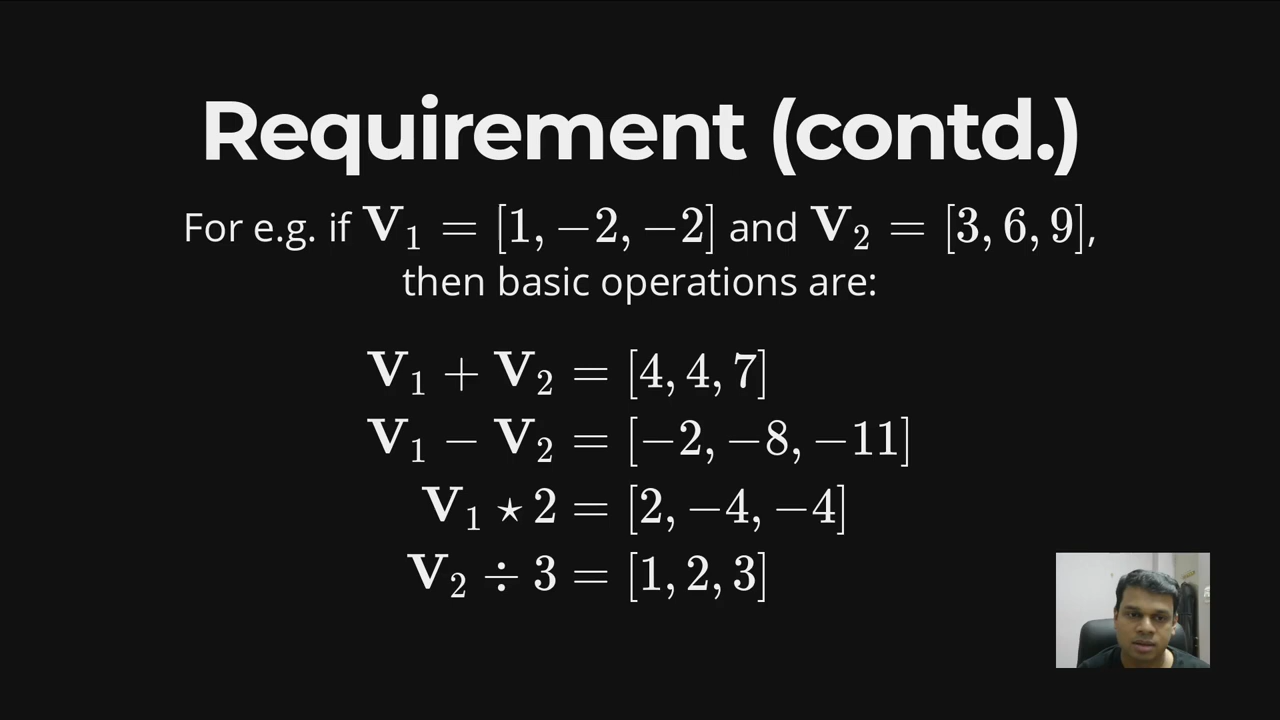 Requirement (contd.)
For e.g. if V₁ = [1, −2, −2] and V₂ = [3, 6, 9],
then basic operations are:
V₁ + V₂ = [4, 4, 7]
V₁ − V₂ = [−2, −8, −11]
V₁ ⋆ 2 = [2, −4, −4]
V₂ ÷ 3 = [1, 2, 3]